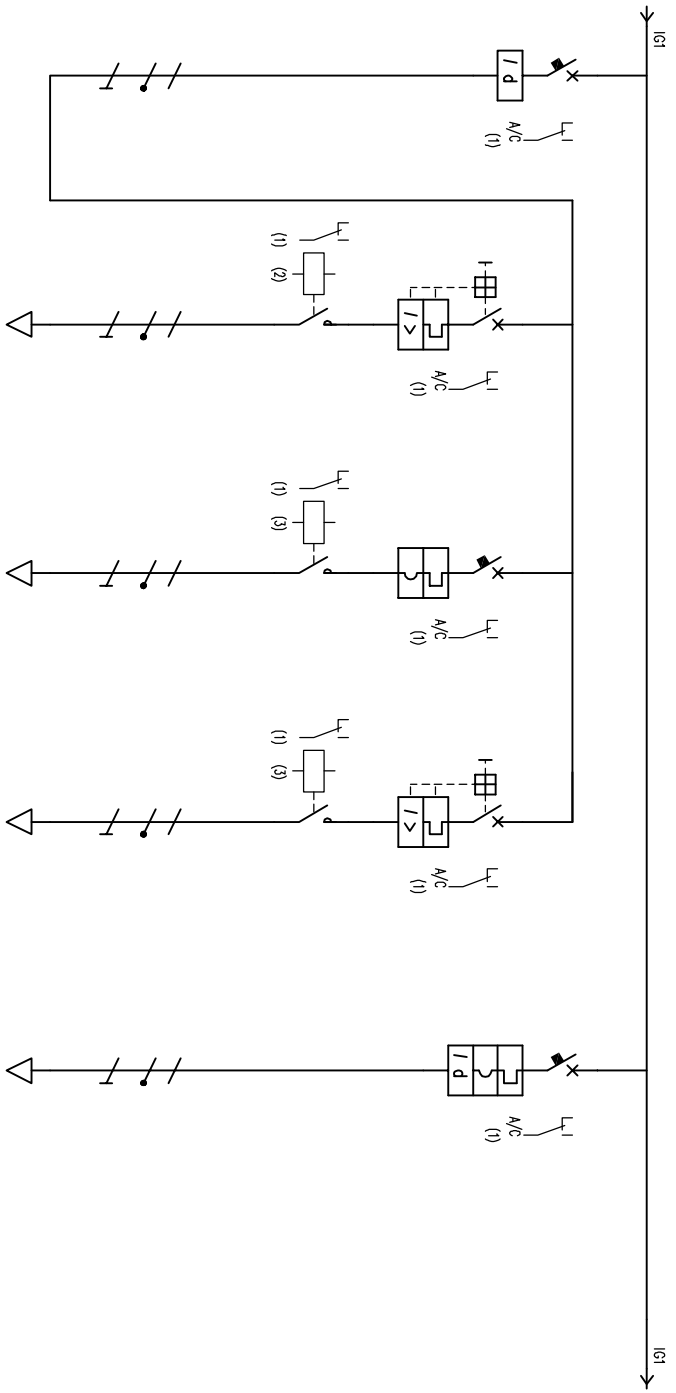 IG1
IG1
I d
A/C
(1)
I >
A/C
(1)
(1)
(2)
A/C
(1)
(1)
(3)
I >
A/C
(1)
(1)
(3)
I d
A/C
(1)